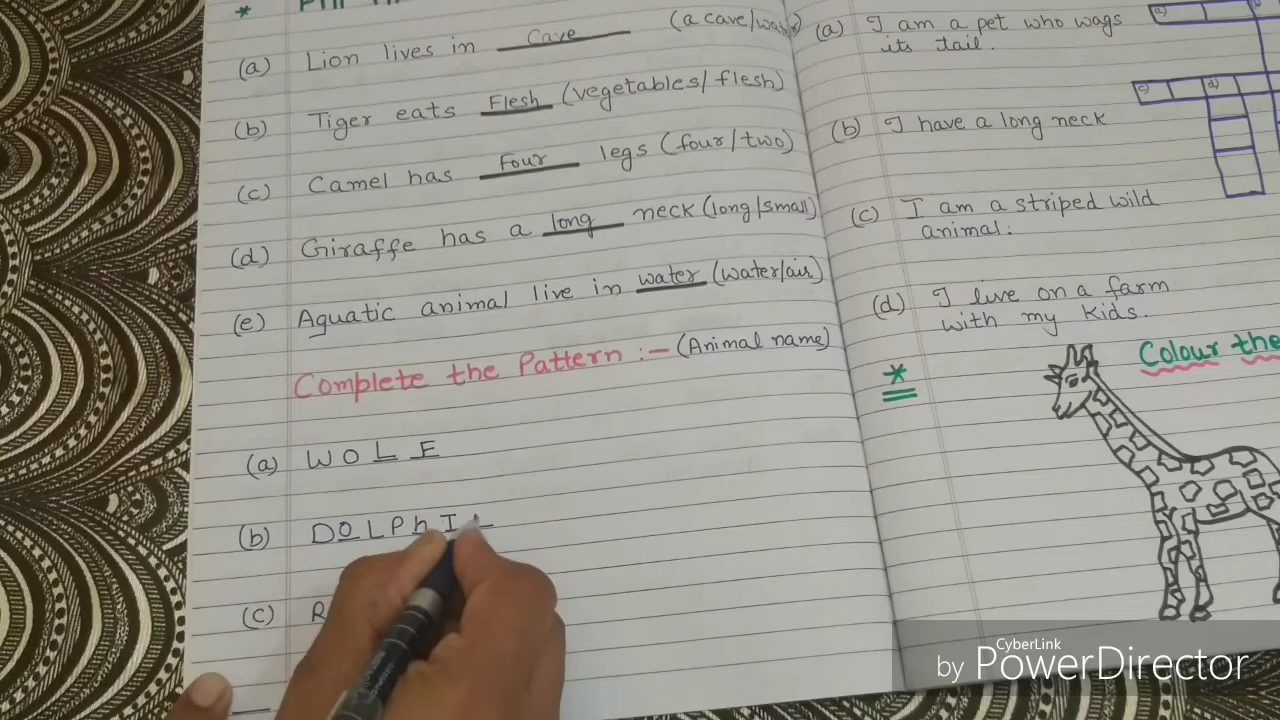 *
(a) Lion lives in Cave (a cave/water)
(b) Tiger eats Flesh (vegetables/flesh)
(c) Camel has Four legs (four/two)
(d) Giraffe has a long neck (long/small)
(e) Aquatic animal live in water (water/air)
Complete the Pattern :- (Animal name)
(a) WOLF
(b) DOLPhI
(c) R
(a) I am a pet who wags
its tail.
(b) I have a long neck
(c) I am a striped wild
animal.
(d) I live on a farm
with my kids.
* Colour the
CyberLink
by PowerDirector